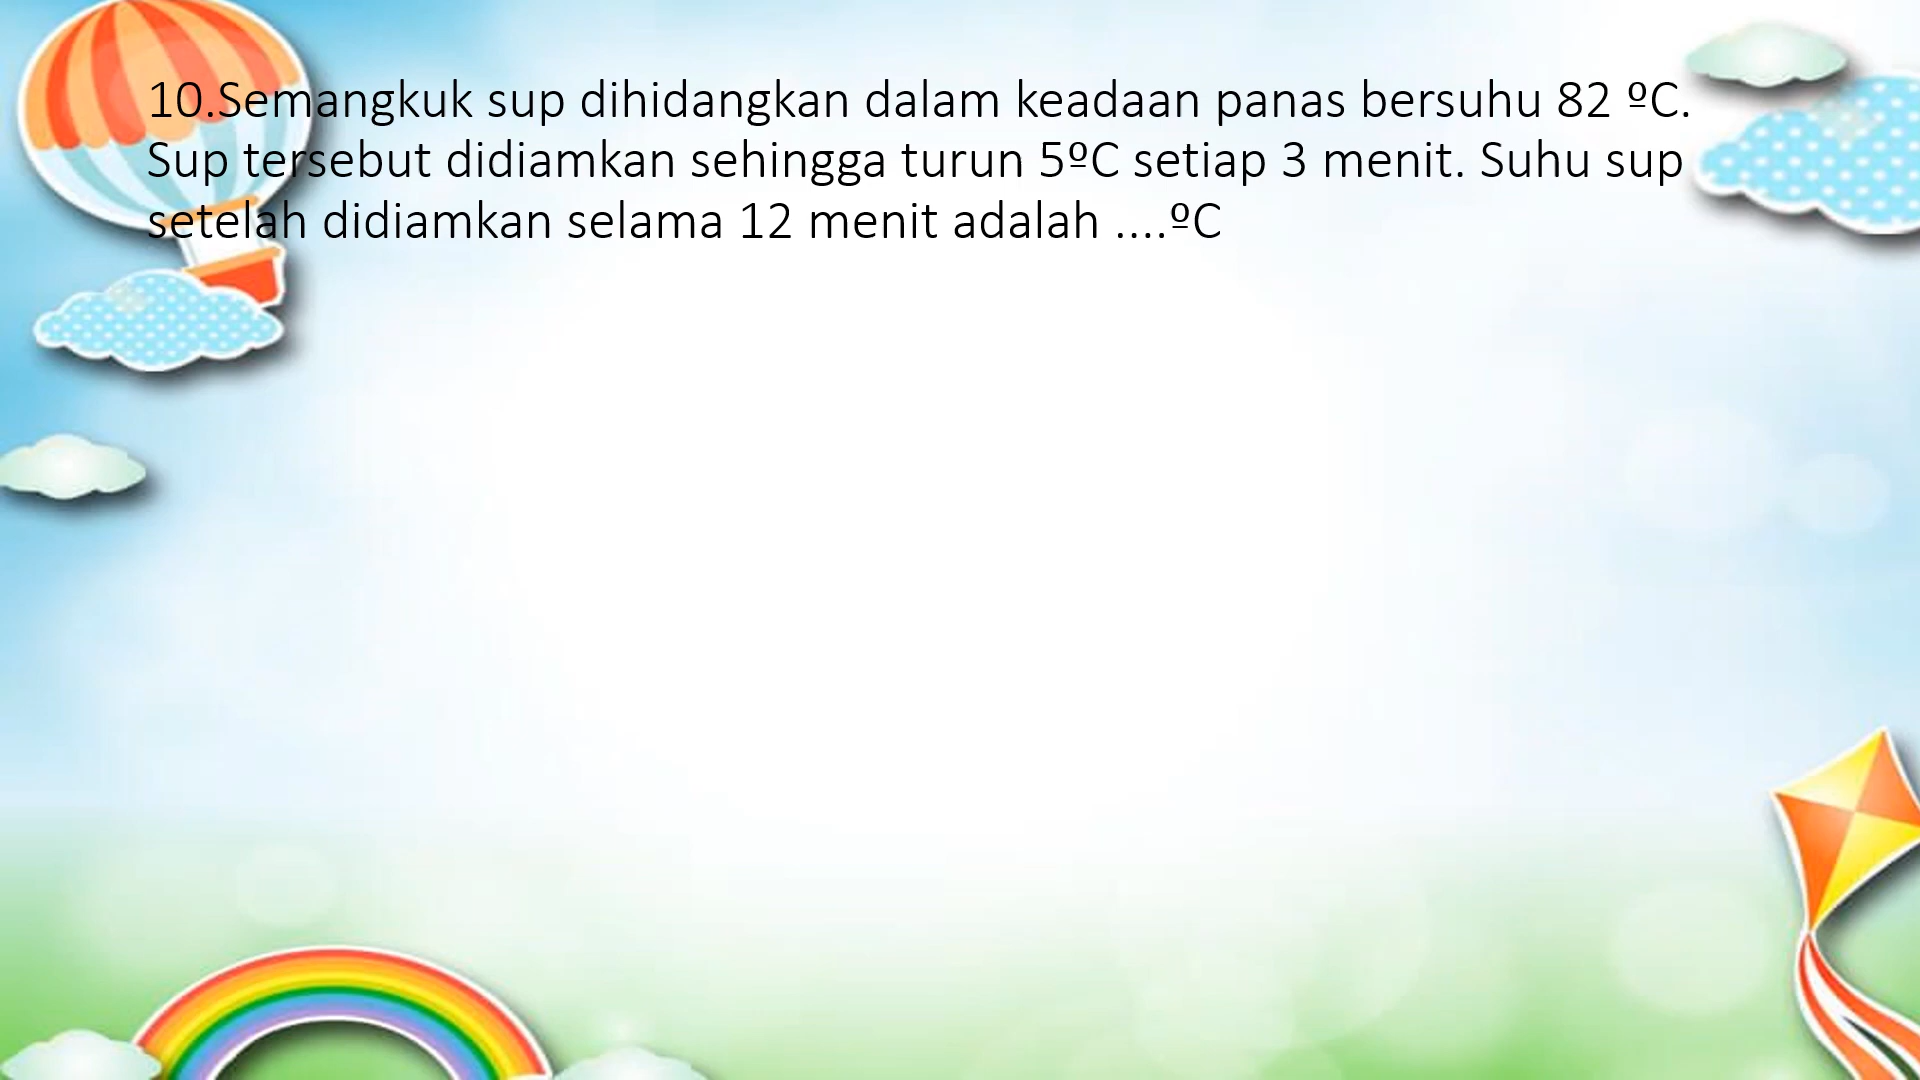 10.Semangkuk sup dihidangkan dalam keadaan panas bersuhu 82 ºC.
Sup tersebut didiamkan sehingga turun 5ºC setiap 3 menit. Suhu sup
setelah didiamkan selama 12 menit adalah ....ºC